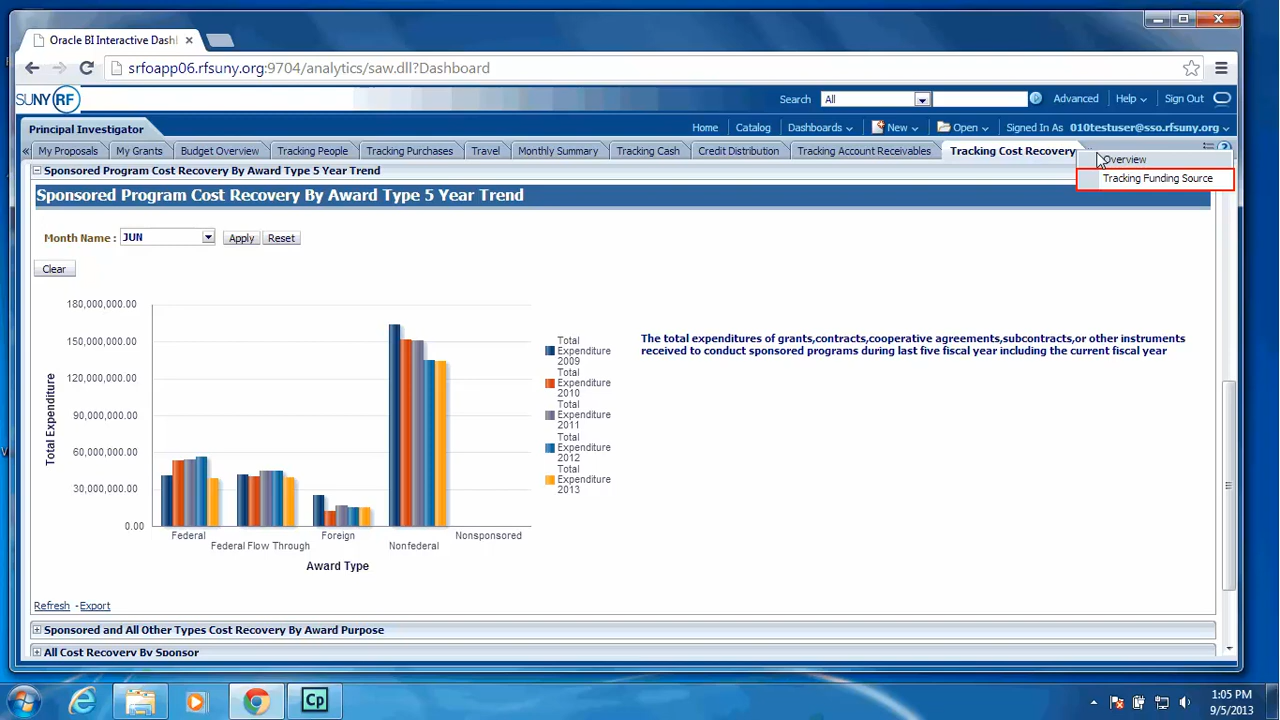 Oracle BI Interactive Dashl
srfoapp06.rfsuny.org:9704/analytics/saw.dll?Dashboard
SUNY RF
Search All Advanced Help Sign Out
Principal Investigator
Home Catalog Dashboards New Open Signed In As 010testuser@sso.rfsuny.org
« My Proposals My Grants Budget Overview Tracking People Tracking Purchases Travel Monthly Summary Tracking Cash Credit Distribution Tracking Account Receivables Tracking Cost Recovery
Overview
Tracking Funding Source
Sponsored Program Cost Recovery By Award Type 5 Year Trend
Sponsored Program Cost Recovery By Award Type 5 Year Trend
Month Name : JUN Apply Reset
Clear
180,000,000.00
150,000,000.00
120,000,000.00
90,000,000.00
60,000,000.00
30,000,000.00
0.00
Total Expenditure
Federal
Federal Flow Through
Foreign
Nonfederal
Nonsponsored
Award Type
Total
Expenditure
2009
Total
Expenditure
2010
Total
Expenditure
2011
Total
Expenditure
2012
Total
Expenditure
2013
The total expenditures of grants,contracts,cooperative agreements,subcontracts,or other instruments
received to conduct sponsored programs during last five fiscal year including the current fiscal year
Refresh - Export
Sponsored and All Other Types Cost Recovery By Award Purpose
All Cost Recovery By Sponsor
Cp
1:05 PM
9/5/2013